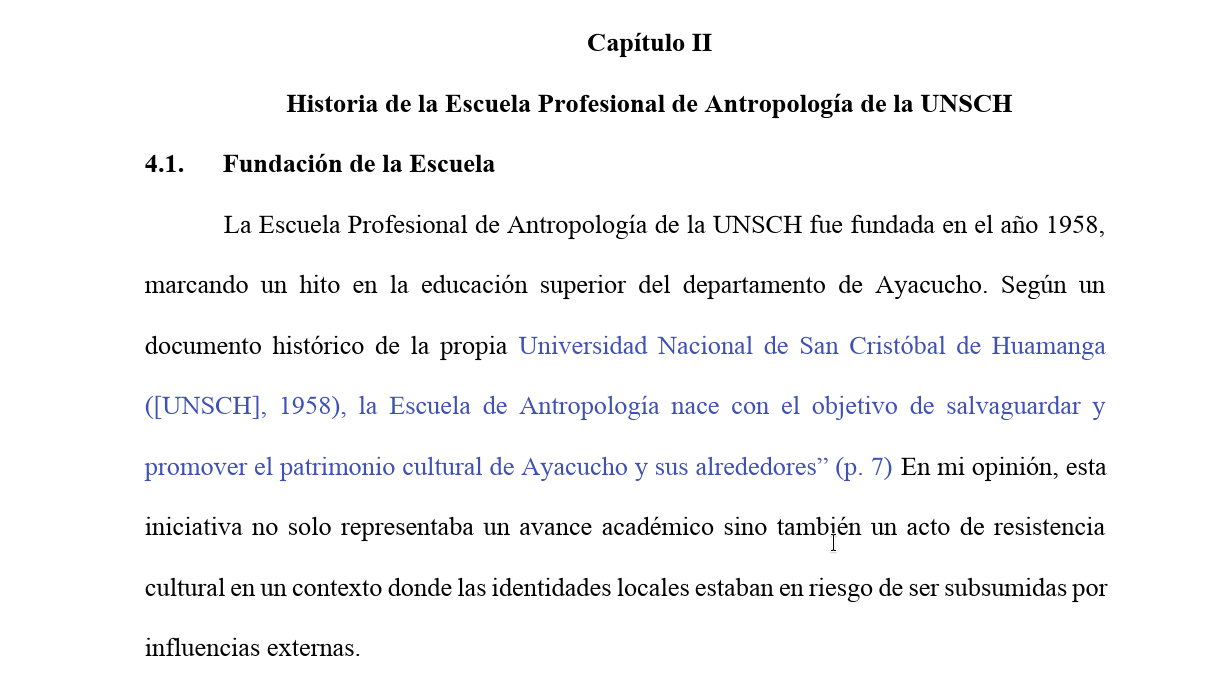 Capítulo II
Historia de la Escuela Profesional de Antropología de la UNSCH
4.1. Fundación de la Escuela
La Escuela Profesional de Antropología de la UNSCH fue fundada en el año 1958,
marcando un hito en la educación superior del departamento de Ayacucho. Según un
documento histórico de la propia Universidad Nacional de San Cristóbal de Huamanga
([UNSCH], 1958), la Escuela de Antropología nace con el objetivo de salvaguardar y
promover el patrimonio cultural de Ayacucho y sus alrededores” (p. 7) En mi opinión, esta
iniciativa no solo representaba un avance académico sino también un acto de resistencia
cultural en un contexto donde las identidades locales estaban en riesgo de ser subsumidas por
influencias externas.